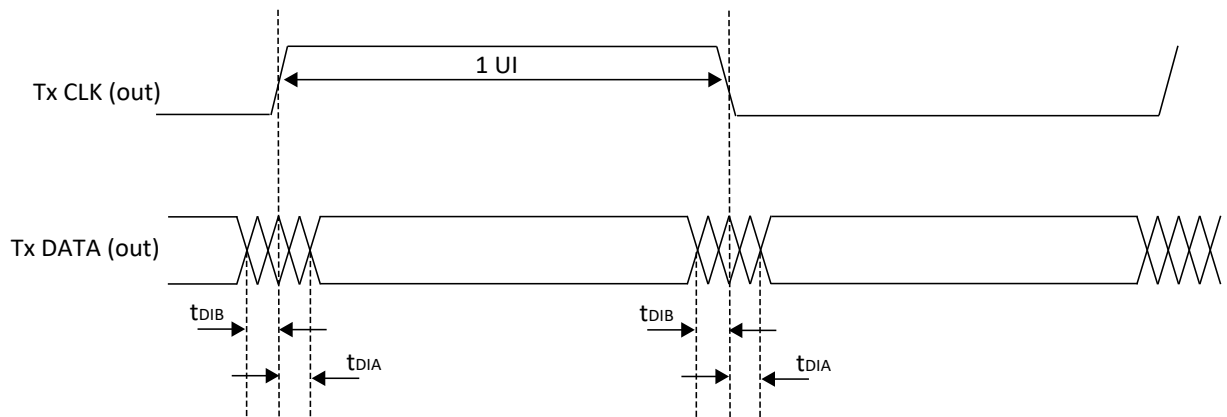 1 UI
Tx CLK (out)
Tx DATA (out)
tDIB
tDIB
tDIA
tDIA